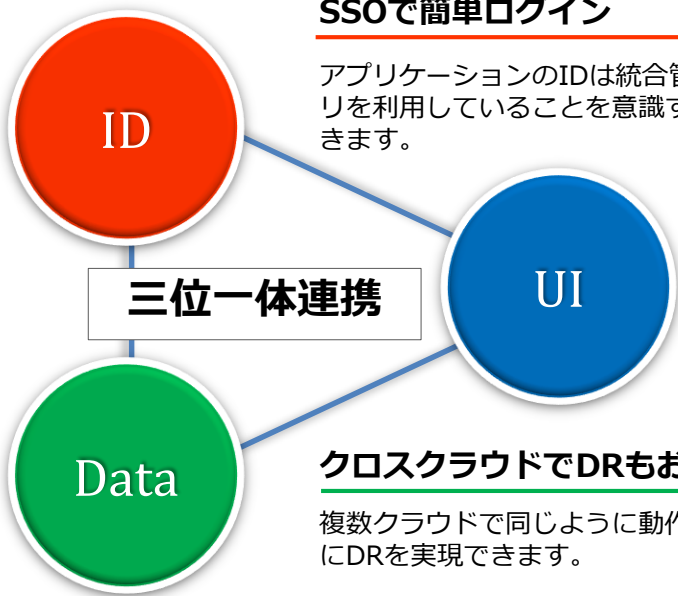 SSOで簡単ログイン
アプリケーションのIDは統合
リを利用していることを意識
きます。
ID
三位一体連携
UI
Data
クロスクラウドでDRもお
複数クラウドで同じように動作
にDRを実現できます。